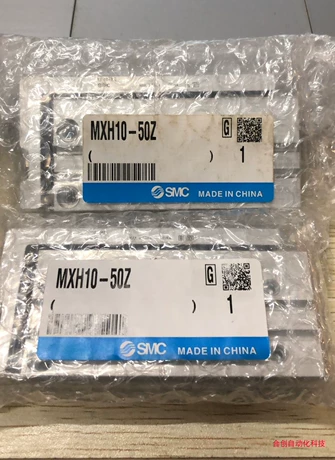 MXH10-50Z
G
( ) 1
SMC MADE IN CHINA
MXH10-50Z
G
( ) 1
SMC MADE IN CHINA
合创自动化科技